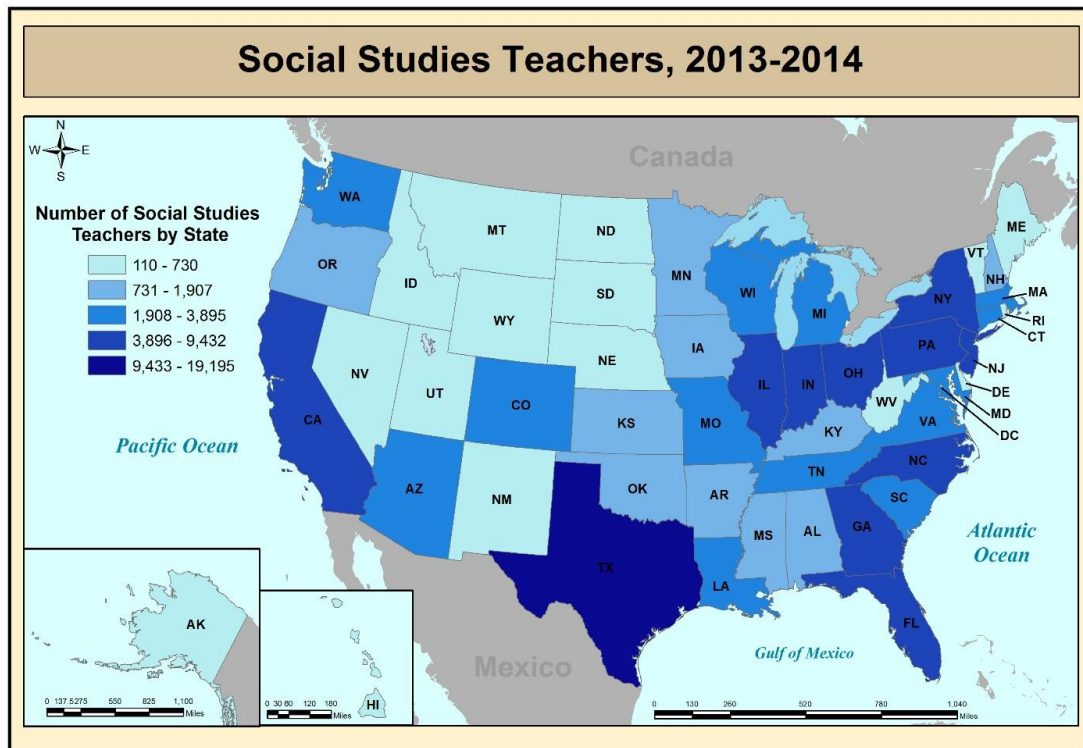 Social Studies Teachers, 2013-2014
N
W E
S
Canada
Number of Social Studies
Teachers by State
110 - 730
731 - 1,907
1,908 - 3,895
3,896 - 9,432
9,433 - 19,195
WA
MT
ND
MN
ME
VT
NH
OR
ID
WY
SD
WI
MI
NY
MA
RI
CT
NV
UT
NE
IA
PA
NJ
CA
CO
KS
MO
IL
IN
OH
WV
VA
DE
MD
DC
KY
Pacific Ocean
AZ
NM
OK
AR
TN
NC
SC
MS
AL
GA
Atlantic
Ocean
TX
LA
FL
Gulf of Mexico
Mexico
AK
0 137.5 275 550 825 1,100
Miles
HI
0 30 60 120 180
Miles
0 130 260 520 780 1,040
Miles